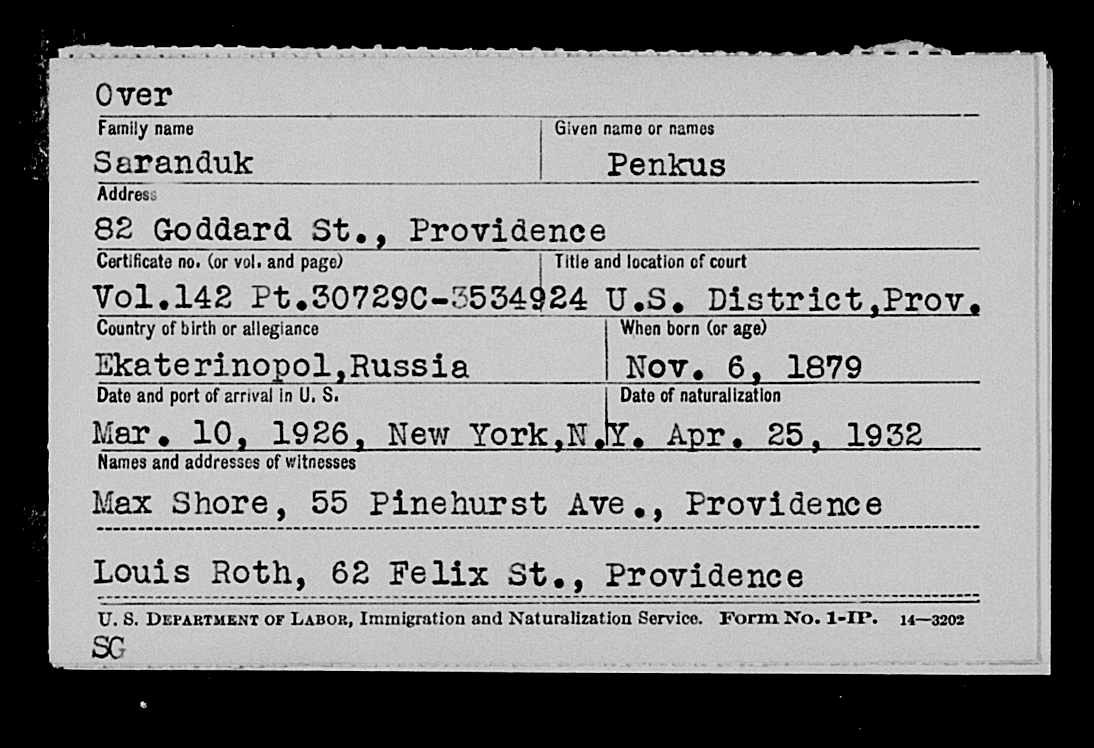 Over
Family name Given name or names
Saranduk Penkus
Address
82 Goddard St., Providence
Certificate no. (or vol. and page) Title and location of court
Vol.142 Pt.30729C-3534924 U.S. District,Prov.
Country of birth or allegiance When born (or age)
Ekaterinopol,Russia Nov. 6, 1879
Date and port of arrival in U. S. Date of naturalization
Mar. 10, 1926, New York,N.Y. Apr. 25, 1932
Names and addresses of witnesses
Max Shore, 55 Pinehurst Ave., Providence
Louis Roth, 62 Felix St., Providence
U. S. DEPARTMENT OF LABOR, Immigration and Naturalization Service. Form No. 1-IP. 14—3202
SG